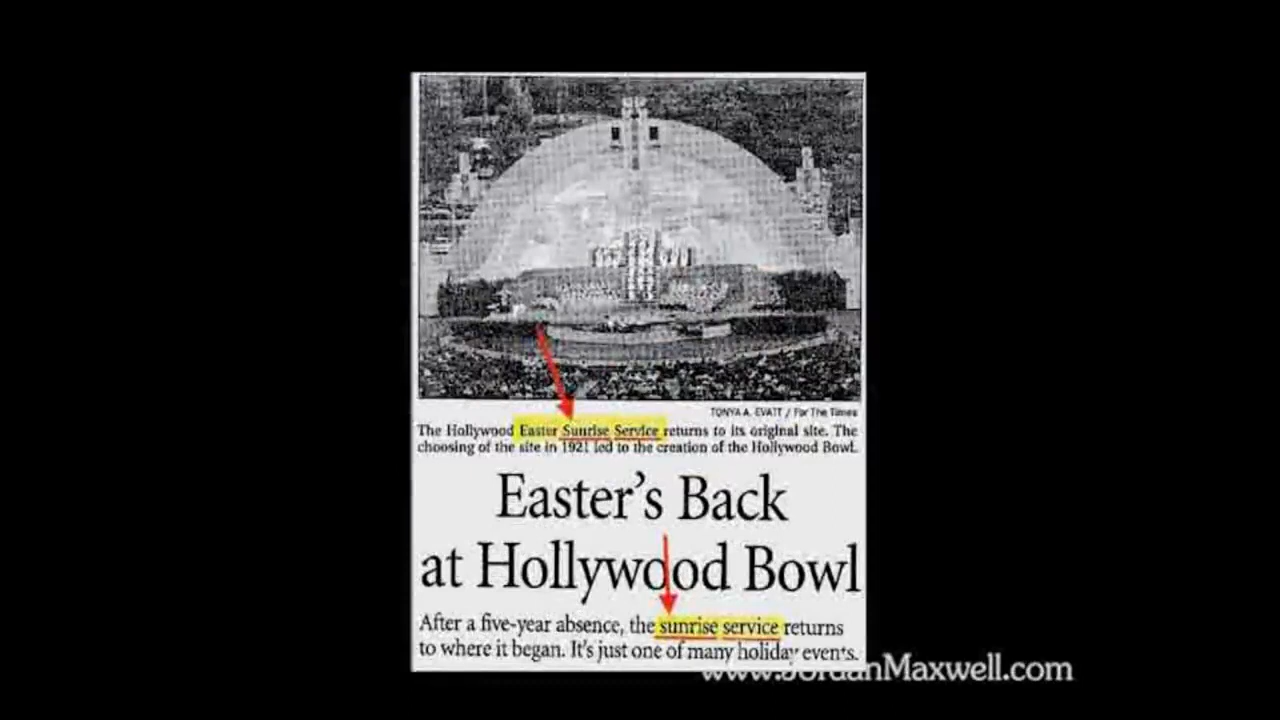 TONYA A. EVATT / For The Times
The Hollywood Easter Sunrise Service returns to its original site. The
choosing of the site in 1921 led to the creation of the Hollywood Bowl.
Easter's Back
at Hollywood Bowl
After a five-year absence, the sunrise service returns
to where it began. It's just one of many holiday events.
www.JordanMaxwell.com